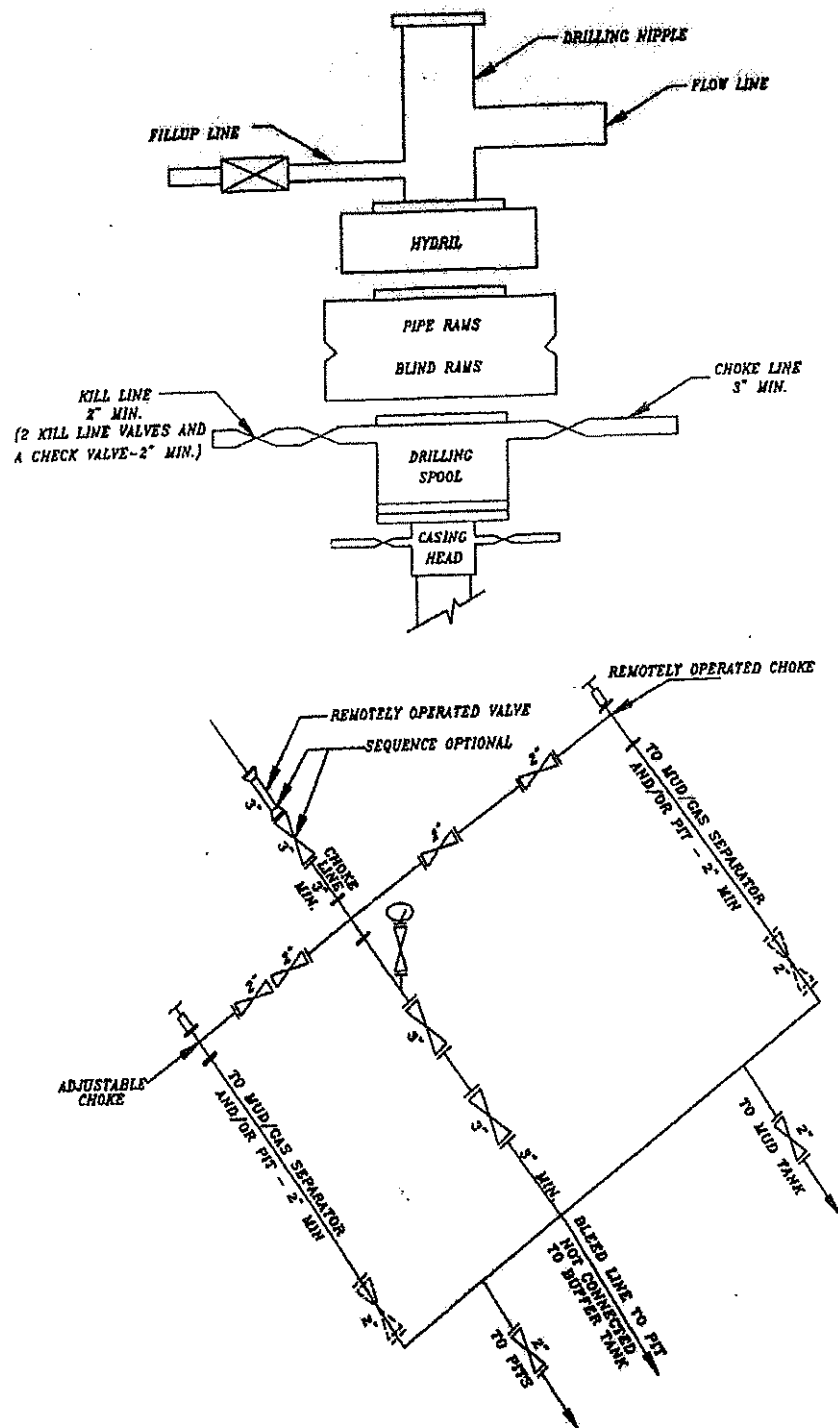 DRILLING NIPPLE
FLOW LINE
FILLUP LINE
HYDRIL
PIPE RAMS
BLIND RAMS
KILL LINE
2" MIN.
(2 KILL LINE VALVES AND
A CHECK VALVE-2" MIN.)
CHOKE LINE
3" MIN.
DRILLING
SPOOL
CASING
HEAD
REMOTELY OPERATED CHOKE
REMOTELY OPERATED VALVE
SEQUENCE OPTIONAL
3"
3"
CHOKE
LINE
3"
MIN.
2"
2"
TO MUD/GAS SEPARATOR
AND/OR PIT - 2" MIN
2"
2"
2"
3"
3"
3" MIN.
ADJUSTABLE
CHOKE
TO MUD/GAS SEPARATOR
AND/OR PIT - 2" MIN
2"
2"
TO MUD TANK
BLEED LINE TO PIT
NOT CONNECTED
TO BUFFER TANK
2"
TO PITS